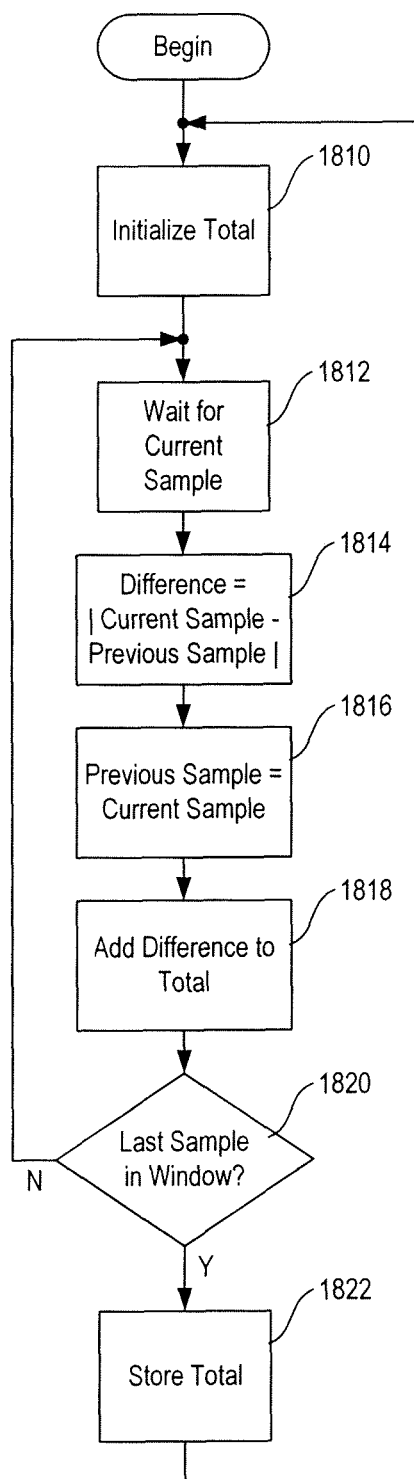 Begin
1810
Initialize Total
1812
Wait for
Current
Sample
1814
Difference =
| Current Sample -
Previous Sample |
1816
Previous Sample =
Current Sample
1818
Add Difference to
Total
1820
Last Sample
in Window?
N
Y
1822
Store Total